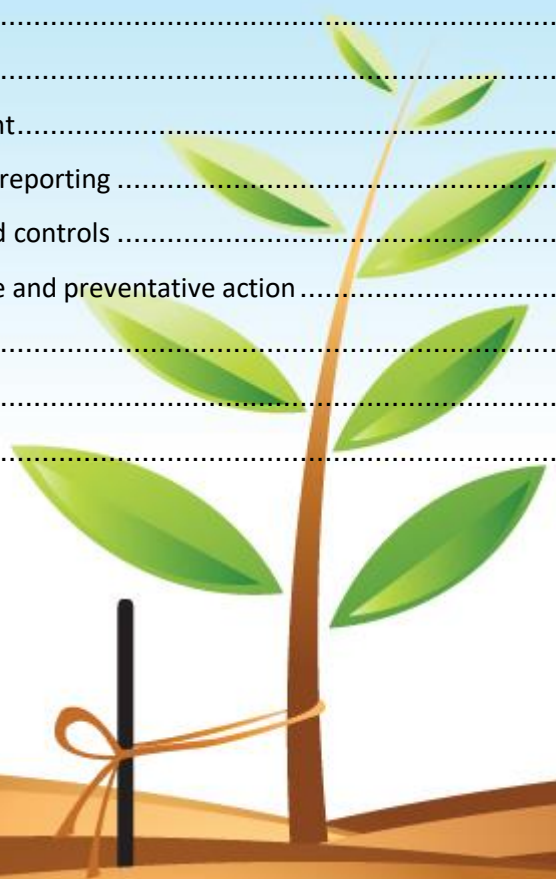 ................................................................
................................................................
nt................................................................
reporting ......................................................
d controls ......................................................
e and preventative action ...............................
................................................................
................................................................
................................................................